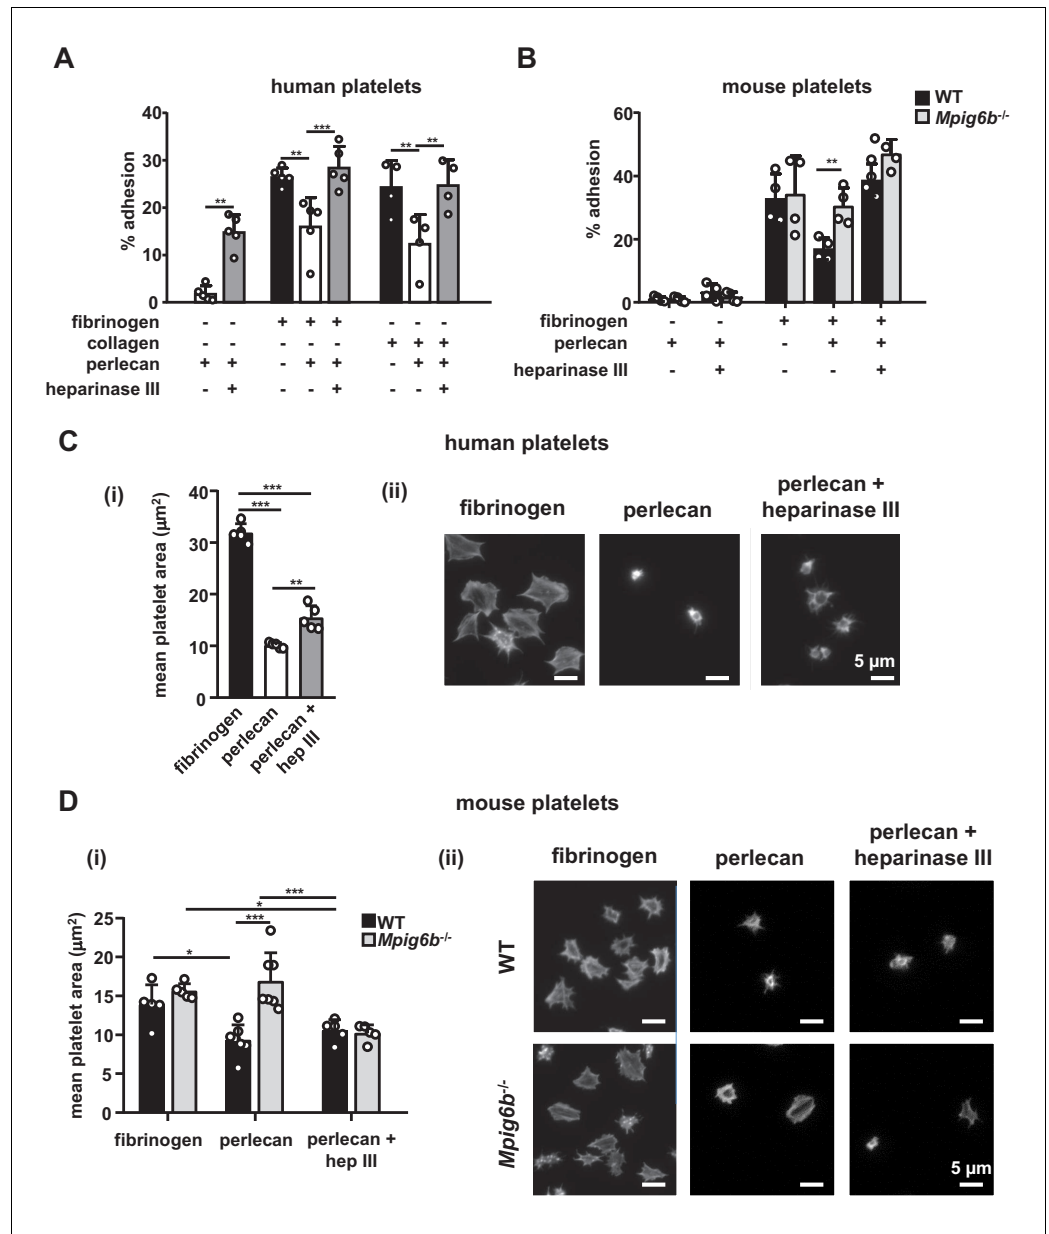 A
human platelets
40
30
20
10
0
% adhesion
**
**
***
**
**
fibrinogen - - + + + - - -
collagen - - - - - + + +
perlecan + + - + + - + +
heparinase III - + - - + - - +
B
mouse platelets
WT
Mpig6b-/-
60
40
20
0
% adhesion
**
fibrinogen - - + + +
perlecan + + - + +
heparinase III - + - - +
C
human platelets
(i)
mean platelet area (µm²)
40
30
20
10
0
***
***
**
fibrinogen
perlecan
perlecan +
hep III
(ii)
fibrinogen
perlecan
perlecan +
heparinase III
5 µm
D
mouse platelets
(i)
mean platelet area (µm²)
25
20
15
10
5
0
***
*
***
*
WT
Mpig6b-/-
fibrinogen
perlecan
perlecan +
hep III
(ii)
fibrinogen
perlecan
perlecan +
heparinase III
WT
Mpig6b-/-
5 µm